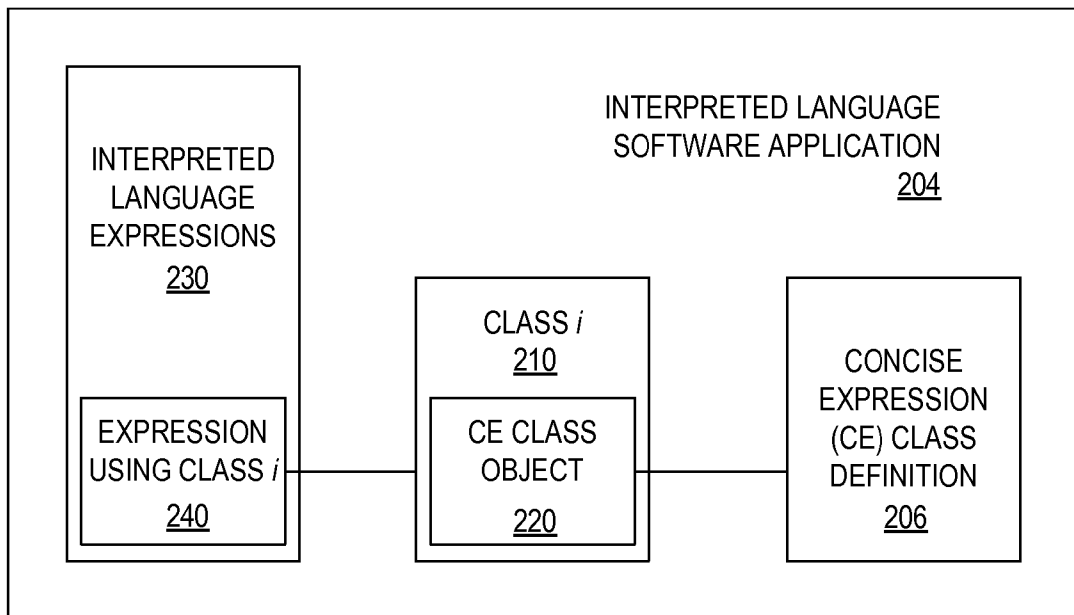 INTERPRETED LANGUAGE
SOFTWARE APPLICATION
204
INTERPRETED
LANGUAGE
EXPRESSIONS
230
EXPRESSION
USING CLASS i
240
CLASS i
210
CE CLASS
OBJECT
220
CONCISE
EXPRESSION
(CE) CLASS
DEFINITION
206